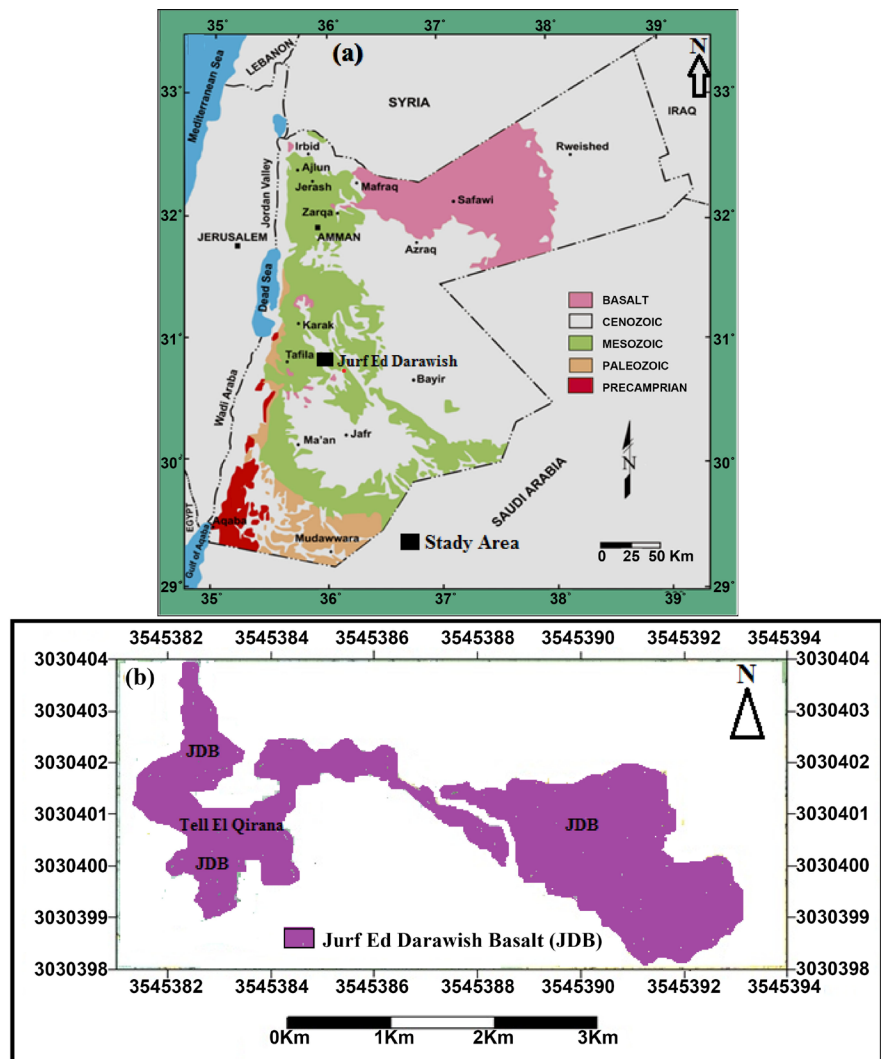 35˚ 36˚ 37˚ 38˚ 39˚
(a)
N
LEBANON
Mediterranean Sea
SYRIA
IRAQ
33˚ 33˚
Irbid
Rweished
Ajlun
Jerash
Mafraq
Safawi
Jordan Valley
Zarqa
32˚ 32˚
JERUSALEM
AMMAN
Azraq
Dead Sea
BASALT
CENOZOIC
MESOZOIC
PALEOZOIC
PRECAMPRIAN
Karak
31˚ 31˚
Tafila
Jurf Ed Darawish
Bayir
Wadi Araba
Ma'an
Jafr
30˚ 30˚
N
SAUDI ARABIA
EGYPT
Aqaba
Mudawwara
Stady Area
0 25 50 Km
Gulf of Aqaba
29˚ 29˚
35˚ 36˚ 37˚ 38˚ 39˚
3545382 3545384 3545386 3545388 3545390 3545392 3545394
3030404 3030404
(b)
N
3030403 3030403
JDB
3030402 3030402
3030401 3030401
Tell El Qirana
JDB
JDB
3030400 3030400
3030399 3030399
Jurf Ed Darawish Basalt (JDB)
3030398 3030398
3545382 3545384 3545386 3545388 3545390 3545392 3545394
0Km 1Km 2Km 3Km